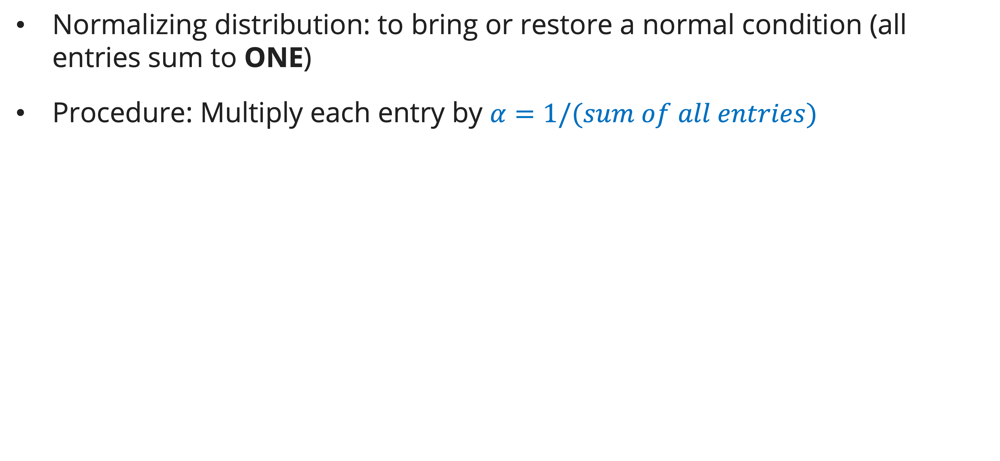 • Normalizing distribution: to bring or restore a normal condition (all
entries sum to ONE)
• Procedure: Multiply each entry by α = 1/(sum of all entries)